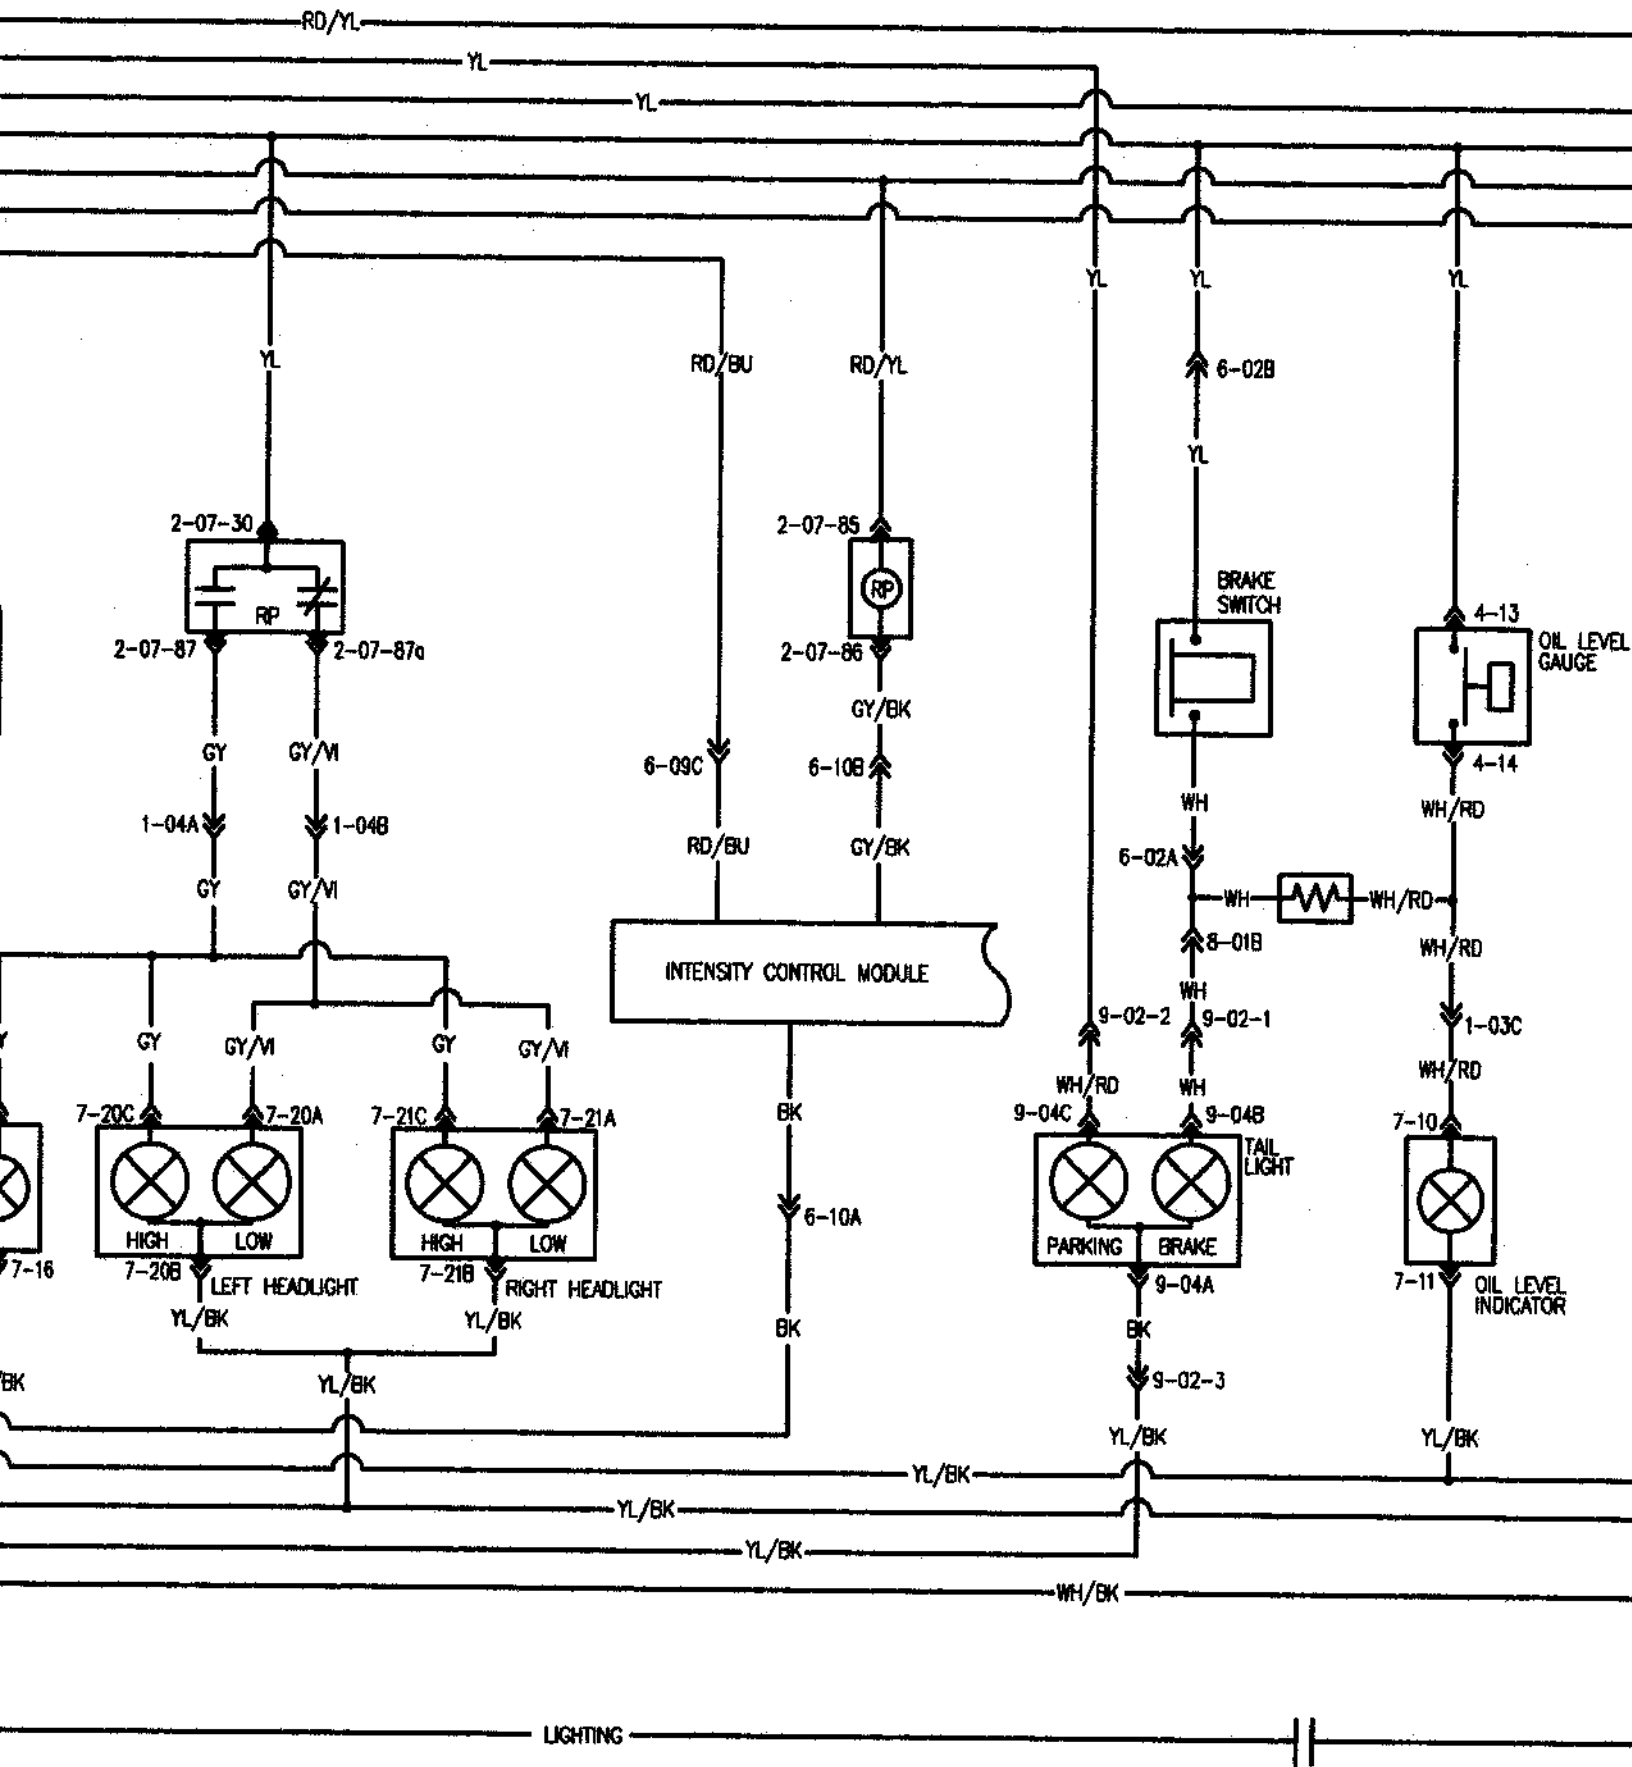 RD/YL
YL
YL
YL
YL
YL
YL
RD/BU
RD/YL
6-02B
YL
2-07-30
2-07-85
RP
RP
BRAKE
SWITCH
4-13
OIL LEVEL
GAUGE
2-07-87
2-07-87a
2-07-86
GY/BK
GY
GY/VI
6-09C
6-10B
4-14
WH
WH/RD
1-04A
1-04B
RD/BU
GY/BK
6-02A
GY
GY/VI
WH
WH/RD
8-01B
WH/RD
INTENSITY CONTROL MODULE
WH
9-02-2
9-02-1
1-03C
GY
GY/VI
GY
GY/VI
WH/RD
WH
WH/RD
7-20C
7-20A
7-21C
7-21A
BK
9-04C
9-04B
7-10
TAIL
LIGHT
6-10A
HIGH
LOW
HIGH
LOW
PARKING
BRAKE
7-16
7-20B
LEFT HEADLIGHT
7-21B
RIGHT HEADLIGHT
9-04A
7-11
OIL LEVEL
INDICATOR
YL/BK
YL/BK
BK
BK
/BK
YL/BK
9-02-3
YL/BK
YL/BK
YL/BK
YL/BK
YL/BK
WH/BK
LIGHTING